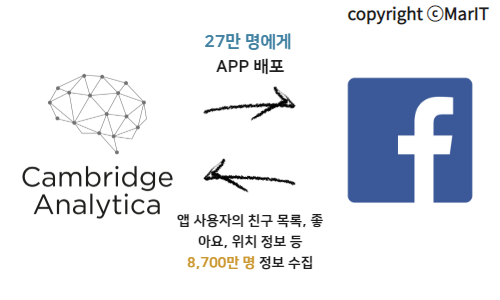 copyright ⓒMarIT
27만 명에게
APP 배포
Cambridge
Analytica
앱 사용자의 친구 목록, 좋
아요, 위치 정보 등
8,700만 명 정보 수집